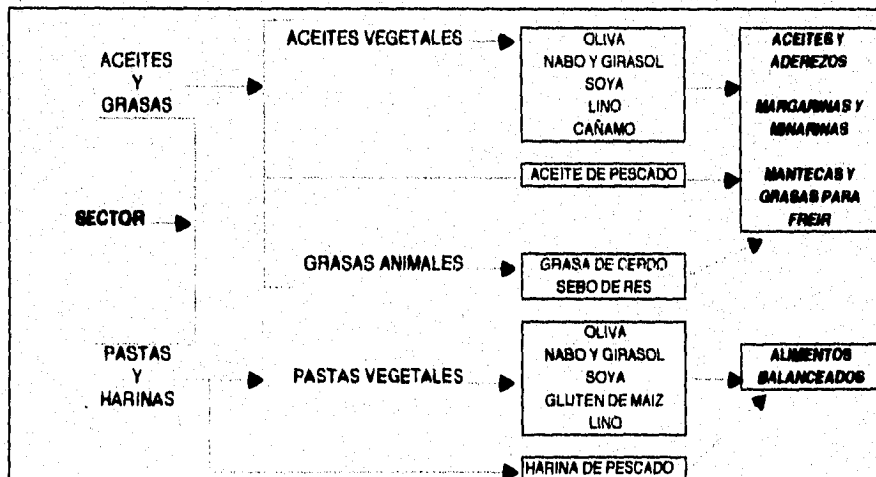 ACEITES
Y
GRASAS
SECTOR
PASTAS
Y
HARINAS
ACEITES VEGETALES
GRASAS ANIMALES
PASTAS VEGETALES
OLIVA
NABO Y GIRASOL
SOYA
LINO
CAÑAMO
ACEITE DE PESCADO
GRASA DE CERDO
SEBO DE RES
OLIVA
NABO Y GIRASOL
SOYA
GLUTEN DE MAIZ
LINO
HARINA DE PESCADO
ACEITES Y
ADEREZOS
MARGARINAS Y
MINARINAS
MANTECAS Y
GRASAS PARA
FREIR
ALIMENTOS
BALANCEADOS